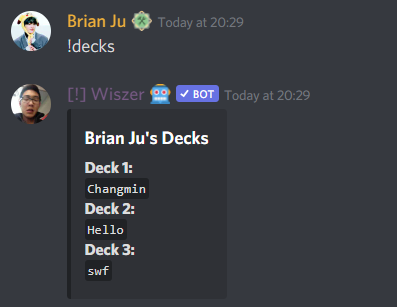 Brian Ju Today at 20:29
!decks
[!] Wiszer BOT Today at 20:29
Brian Ju's Decks
Deck 1:
Changmin
Deck 2:
Hello
Deck 3:
swf